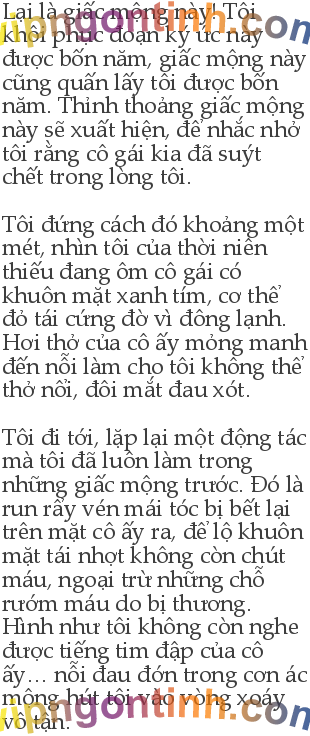 Lại là giấc mộng này! Tôi
khôi phục đoạn ký ức này
được bốn năm, giấc mộng này
cũng quấn lấy tôi được bốn
năm. Thỉnh thoảng giấc mộng
này sẽ xuất hiện, để nhắc nhở
tôi rằng cô gái kia đã suýt
chết trong lòng tôi.
Tôi đứng cách đó khoảng một
mét, nhìn tôi của thời niên
thiếu đang ôm cô gái có
khuôn mặt xanh tím, cơ thể
đỏ tái cứng đờ vì đông lạnh.
Hơi thở của cô ấy mỏng manh
đến nỗi làm cho tôi không thể
thở nổi, đôi mắt đau xót.
Tôi đi tới, lặp lại một động tác
mà tôi đã luôn làm trong
những giấc mộng trước. Đó là
run rẩy vén mái tóc bị bết lại
trên mặt cô ấy ra, để lộ khuôn
mặt tái nhợt không còn chút
máu, ngoại trừ những chỗ
rướm máu do bị thương.
Hình như tôi không còn nghe
được tiếng tim đập của cô
ấy… nỗi đau đớn trong cơn ác
mộng hút tôi vào vòng xoáy
vô tận.
vipngontinh.com
vipngontinh.com